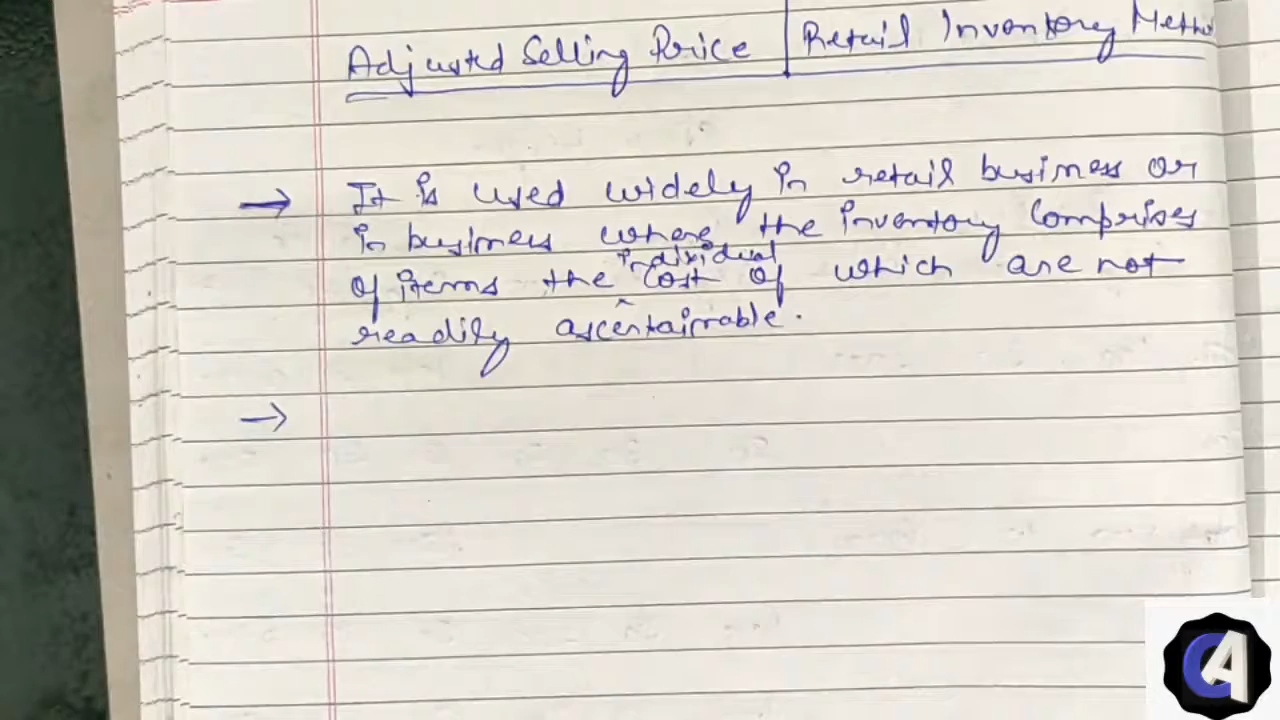 Adjusted Selling Price | Retail Inventory Metho
→ It is used widely in retail business or
in business where the inventory comprises
of items the individual cost of which are not
readily ascertainable.
→
CA